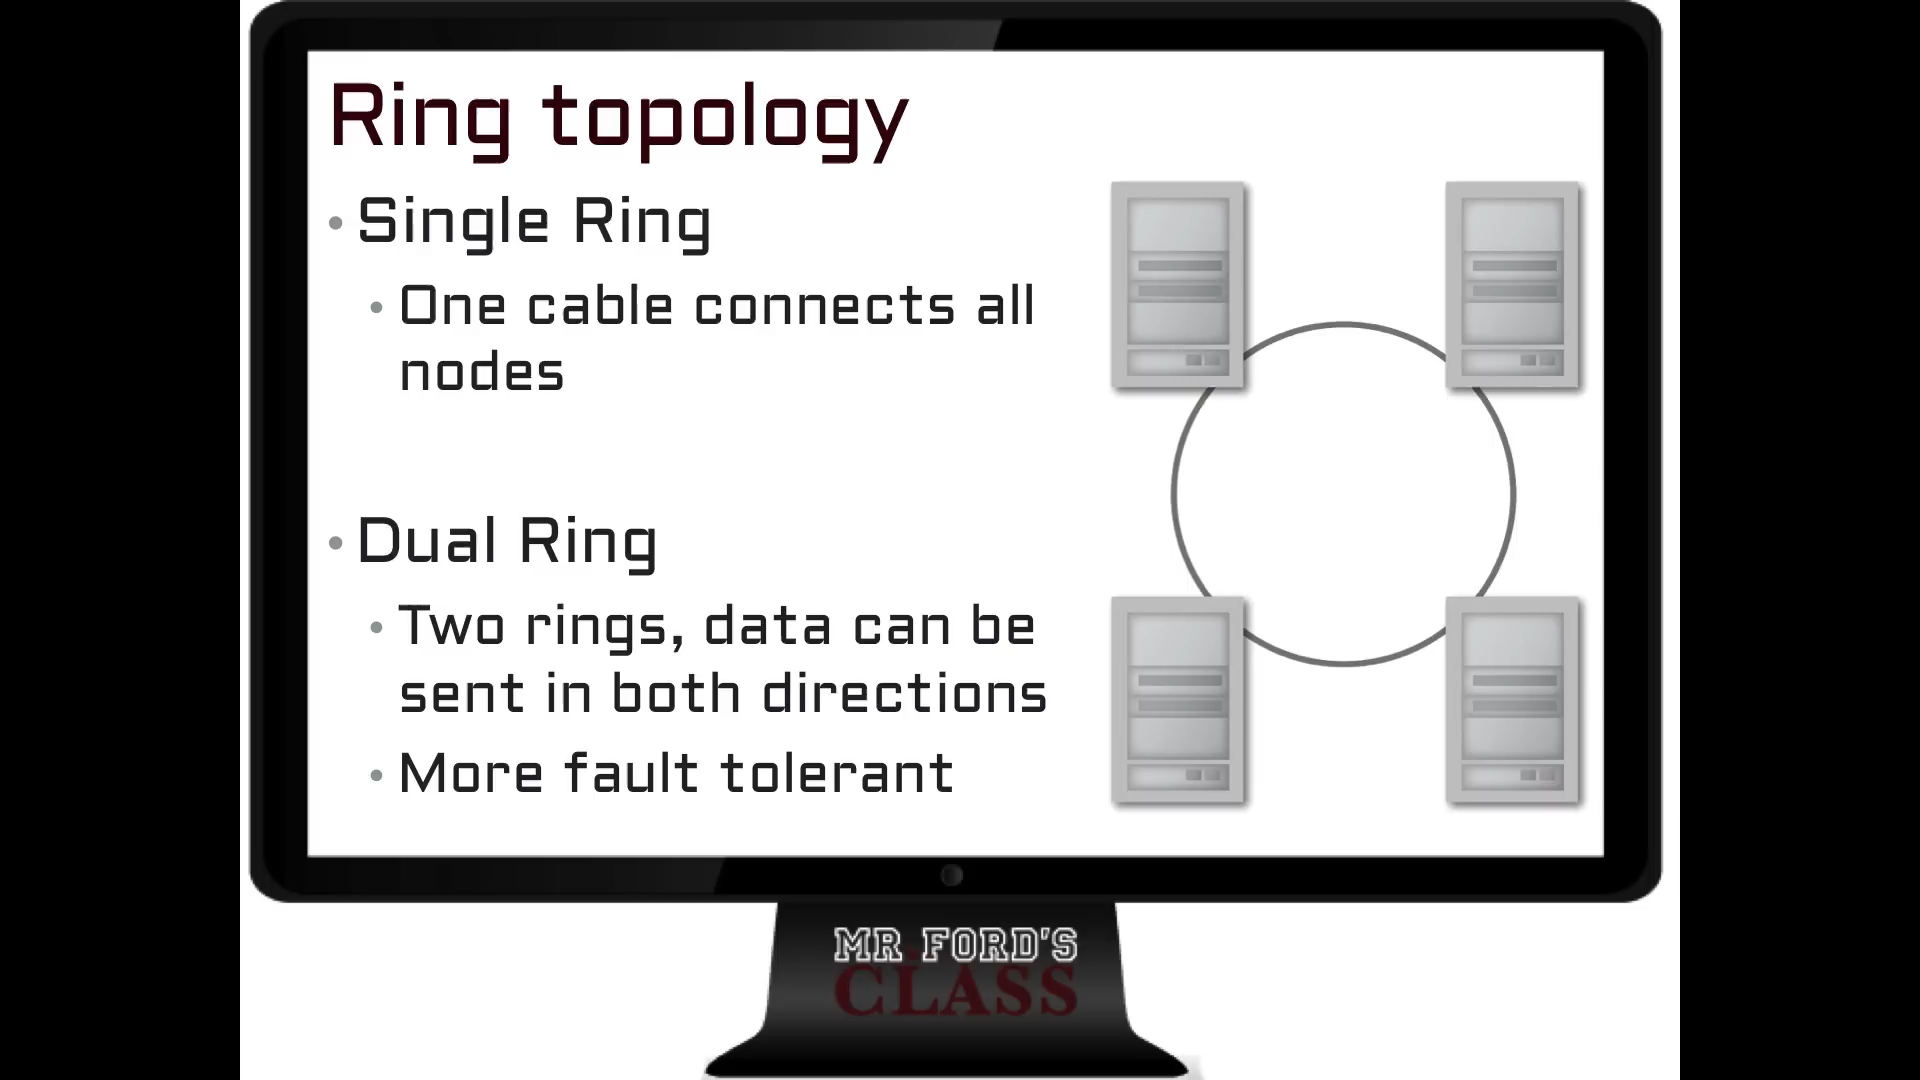 Ring topology
• Single Ring
• One cable connects all
nodes
• Dual Ring
• Two rings, data can be
sent in both directions
• More fault tolerant
MR FORD'S
CLASS